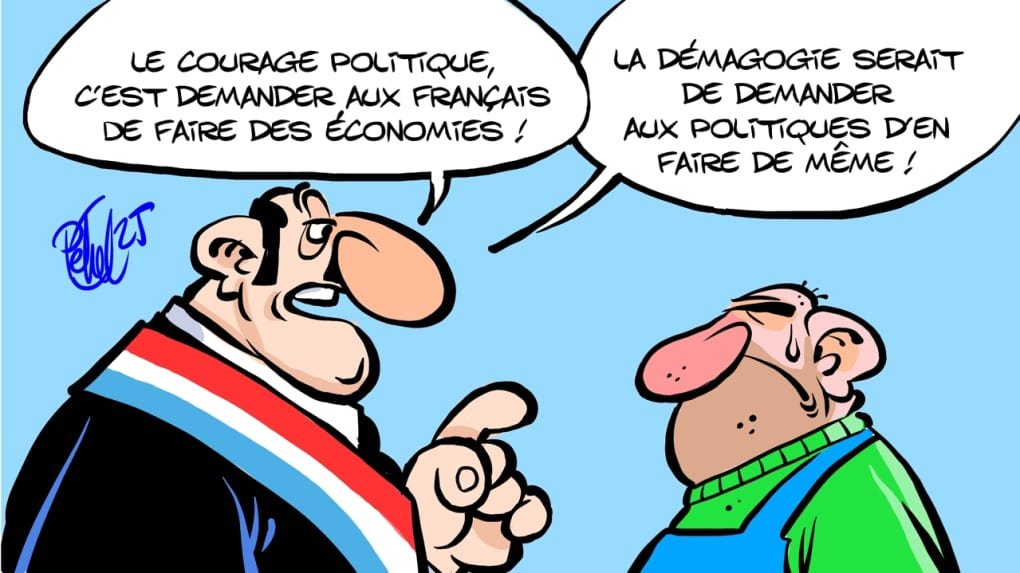 LE COURAGE POLITIQUE,
C'EST DEMANDER AUX FRANÇAIS
DE FAIRE DES ÉCONOMIES !
LA DÉMAGOGIE SERAIT
DE DEMANDER
AUX POLITIQUES D'EN
FAIRE DE MÊME !